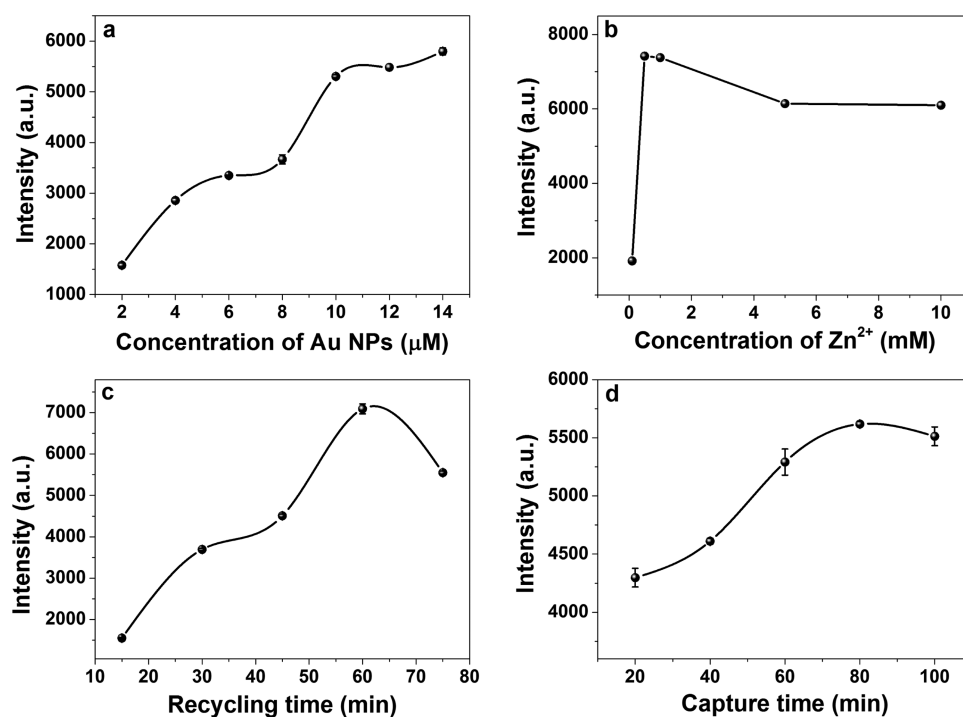 a
6000
5000
4000
3000
2000
1000
Intensity (a.u.)
2 4 6 8 10 12 14
Concentration of Au NPs (μM)
b
8000
6000
4000
2000
Intensity (a.u.)
0 2 4 6 8 10
Concentration of Zn²⁺ (mM)
c
7000
6000
5000
4000
3000
2000
Intensity (a.u.)
10 20 30 40 50 60 70 80
Recycling time (min)
d
6000
5500
5000
4500
4000
Intensity (a.u.)
20 40 60 80 100
Capture time (min)